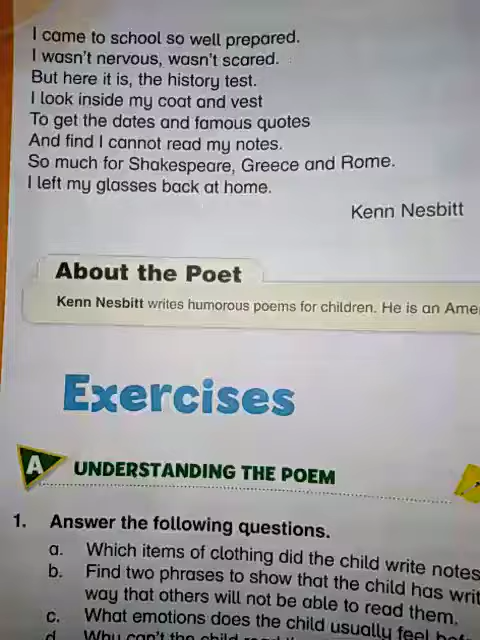 I came to school so well prepared.
I wasn't nervous, wasn't scared.
But here it is, the history test.
I look inside my coat and vest
To get the dates and famous quotes
And find I cannot read my notes.
So much for Shakespeare, Greece and Rome.
I left my glasses back at home.
Kenn Nesbitt
About the Poet
Kenn Nesbitt writes humorous poems for children. He is an Ame
Exercises
A UNDERSTANDING THE POEM
1. Answer the following questions.
a. Which items of clothing did the child write notes
b. Find two phrases to show that the child has writ
way that others will not be able to read them.
c. What emotions does the child usually feel
d. Why can't the child